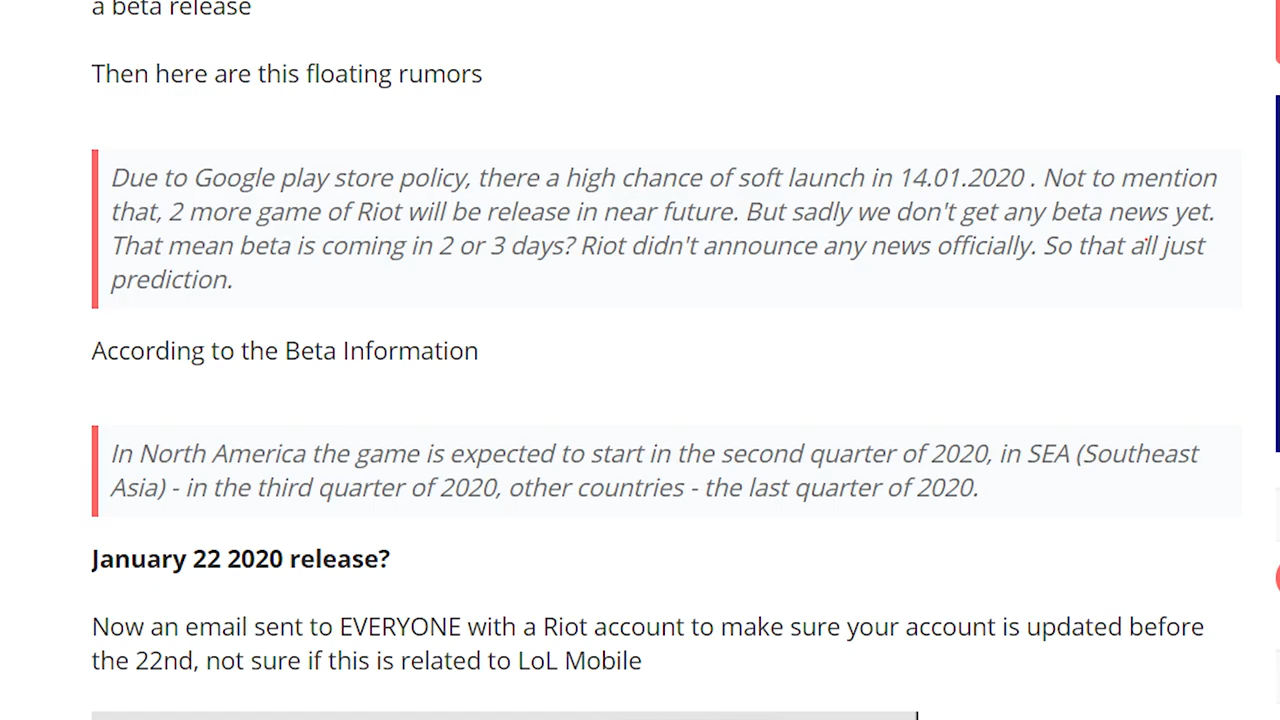 a beta release
Then here are this floating rumors
Due to Google play store policy, there a high chance of soft launch in 14.01.2020 . Not to mention
that, 2 more game of Riot will be release in near future. But sadly we don't get any beta news yet.
That mean beta is coming in 2 or 3 days? Riot didn't announce any news officially. So that all just
prediction.
According to the Beta Information
In North America the game is expected to start in the second quarter of 2020, in SEA (Southeast
Asia) - in the third quarter of 2020, other countries - the last quarter of 2020.
January 22 2020 release?
Now an email sent to EVERYONE with a Riot account to make sure your account is updated before
the 22nd, not sure if this is related to LoL Mobile